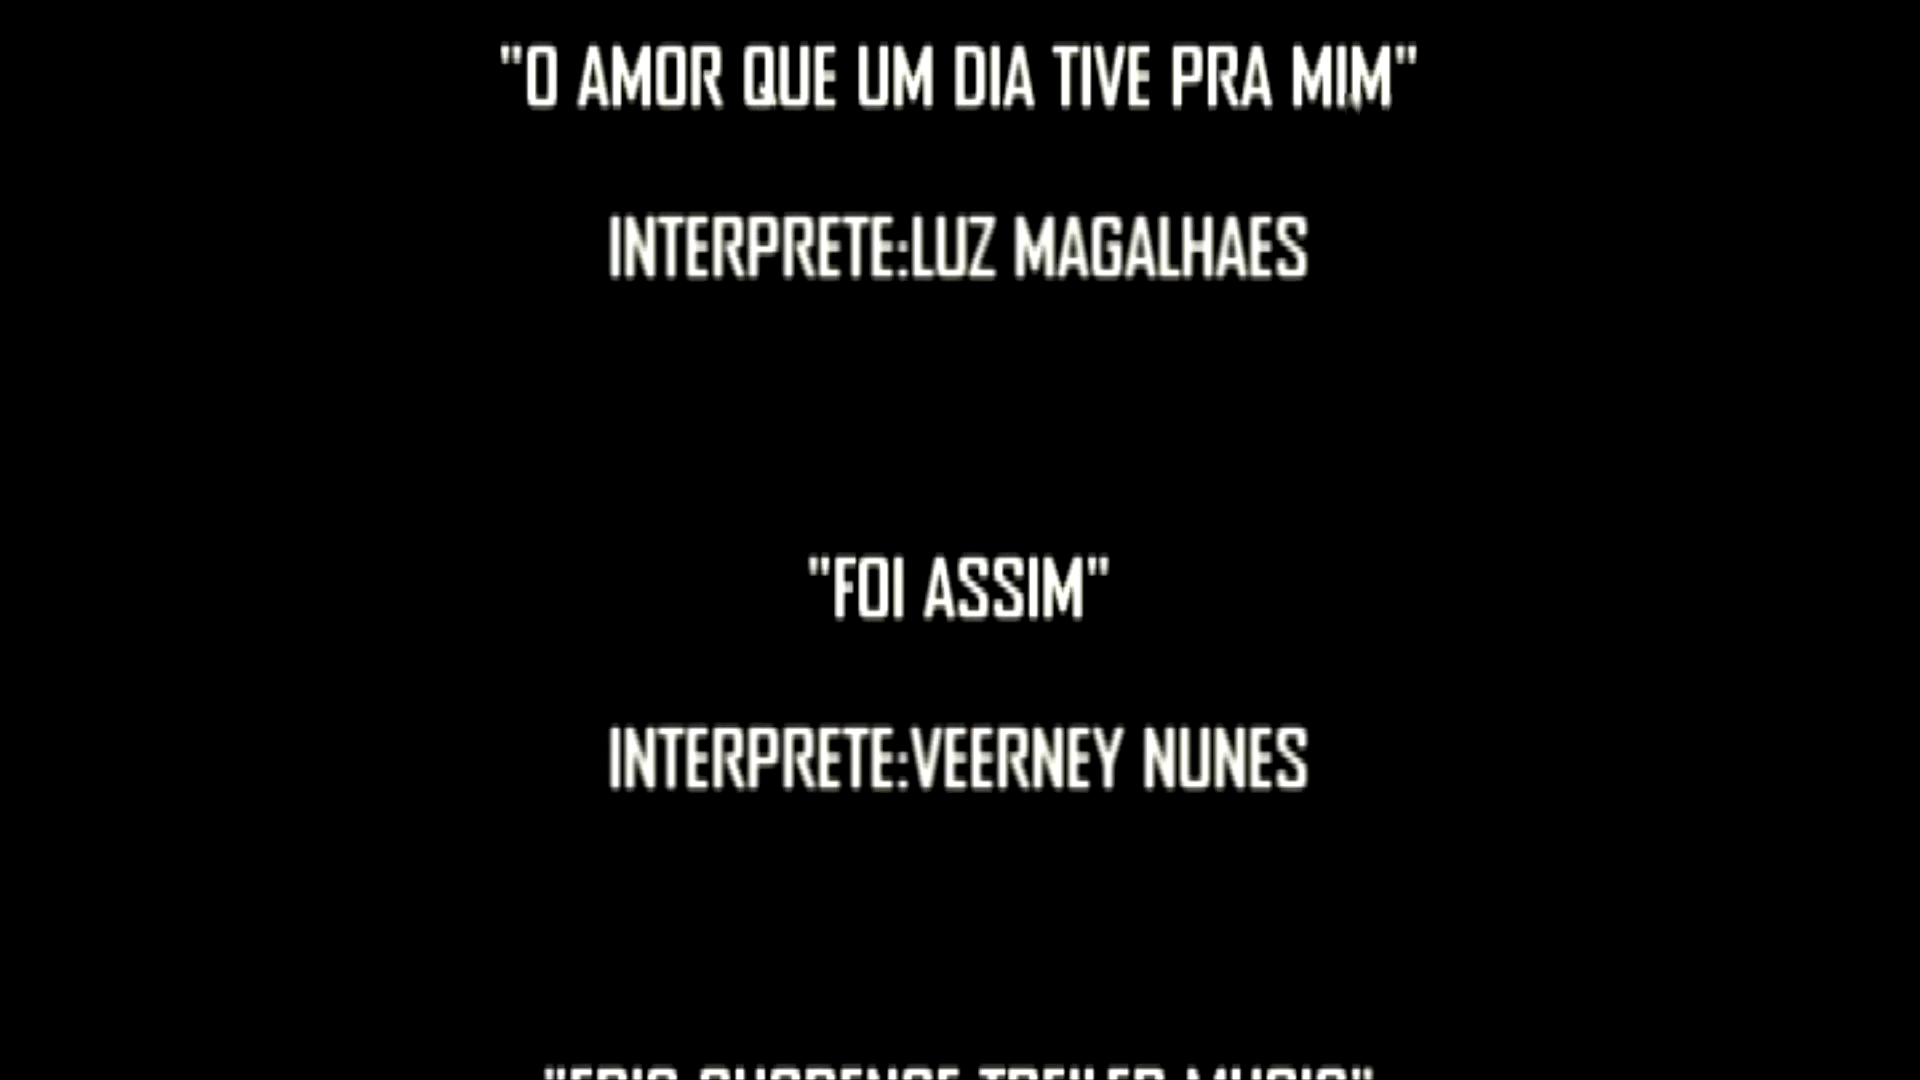 "O AMOR QUE UM DIA TIVE PRA MIM"
INTERPRETE:LUZ MAGALHAES
"FOI ASSIM"
INTERPRETE:VEERNEY NUNES